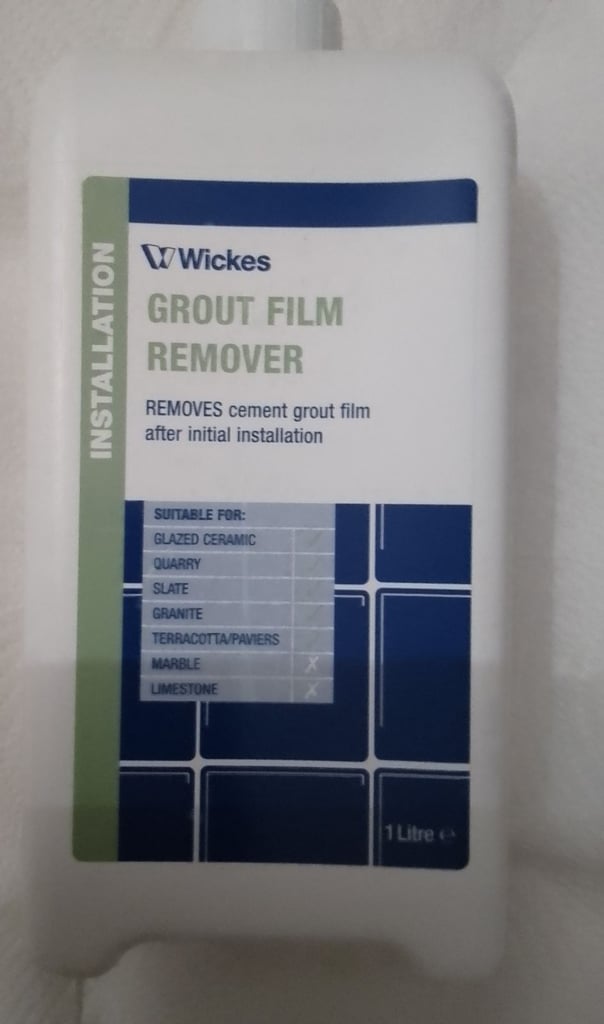 INSTALLATION
Wickes
GROUT FILM
REMOVER
REMOVES cement grout film
after initial installation
SUITABLE FOR:
GLAZED CERAMIC ✓
QUARRY ✓
SLATE ✓
GRANITE ✓
TERRACOTTA/PAVIERS ✓
MARBLE ✗
LIMESTONE ✗
1 Litre ℮